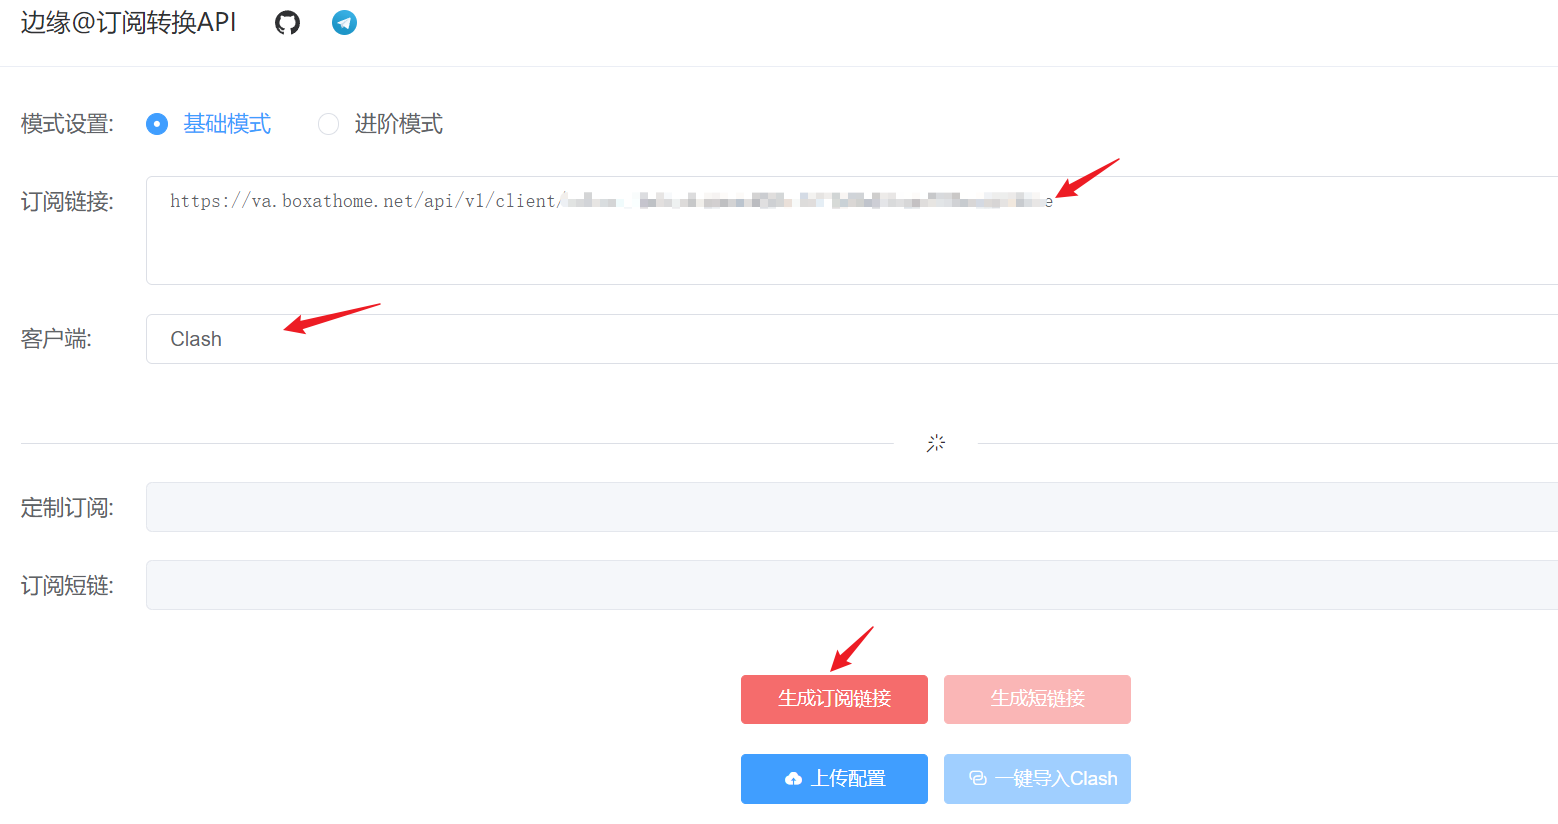 边缘@订阅转换API
模式设置: 基础模式 进阶模式
订阅链接: https://va.boxathome.net/api/v1/client/
客户端: Clash
定制订阅:
订阅短链:
生成订阅链接 生成短链接
上传配置 一键导入Clash